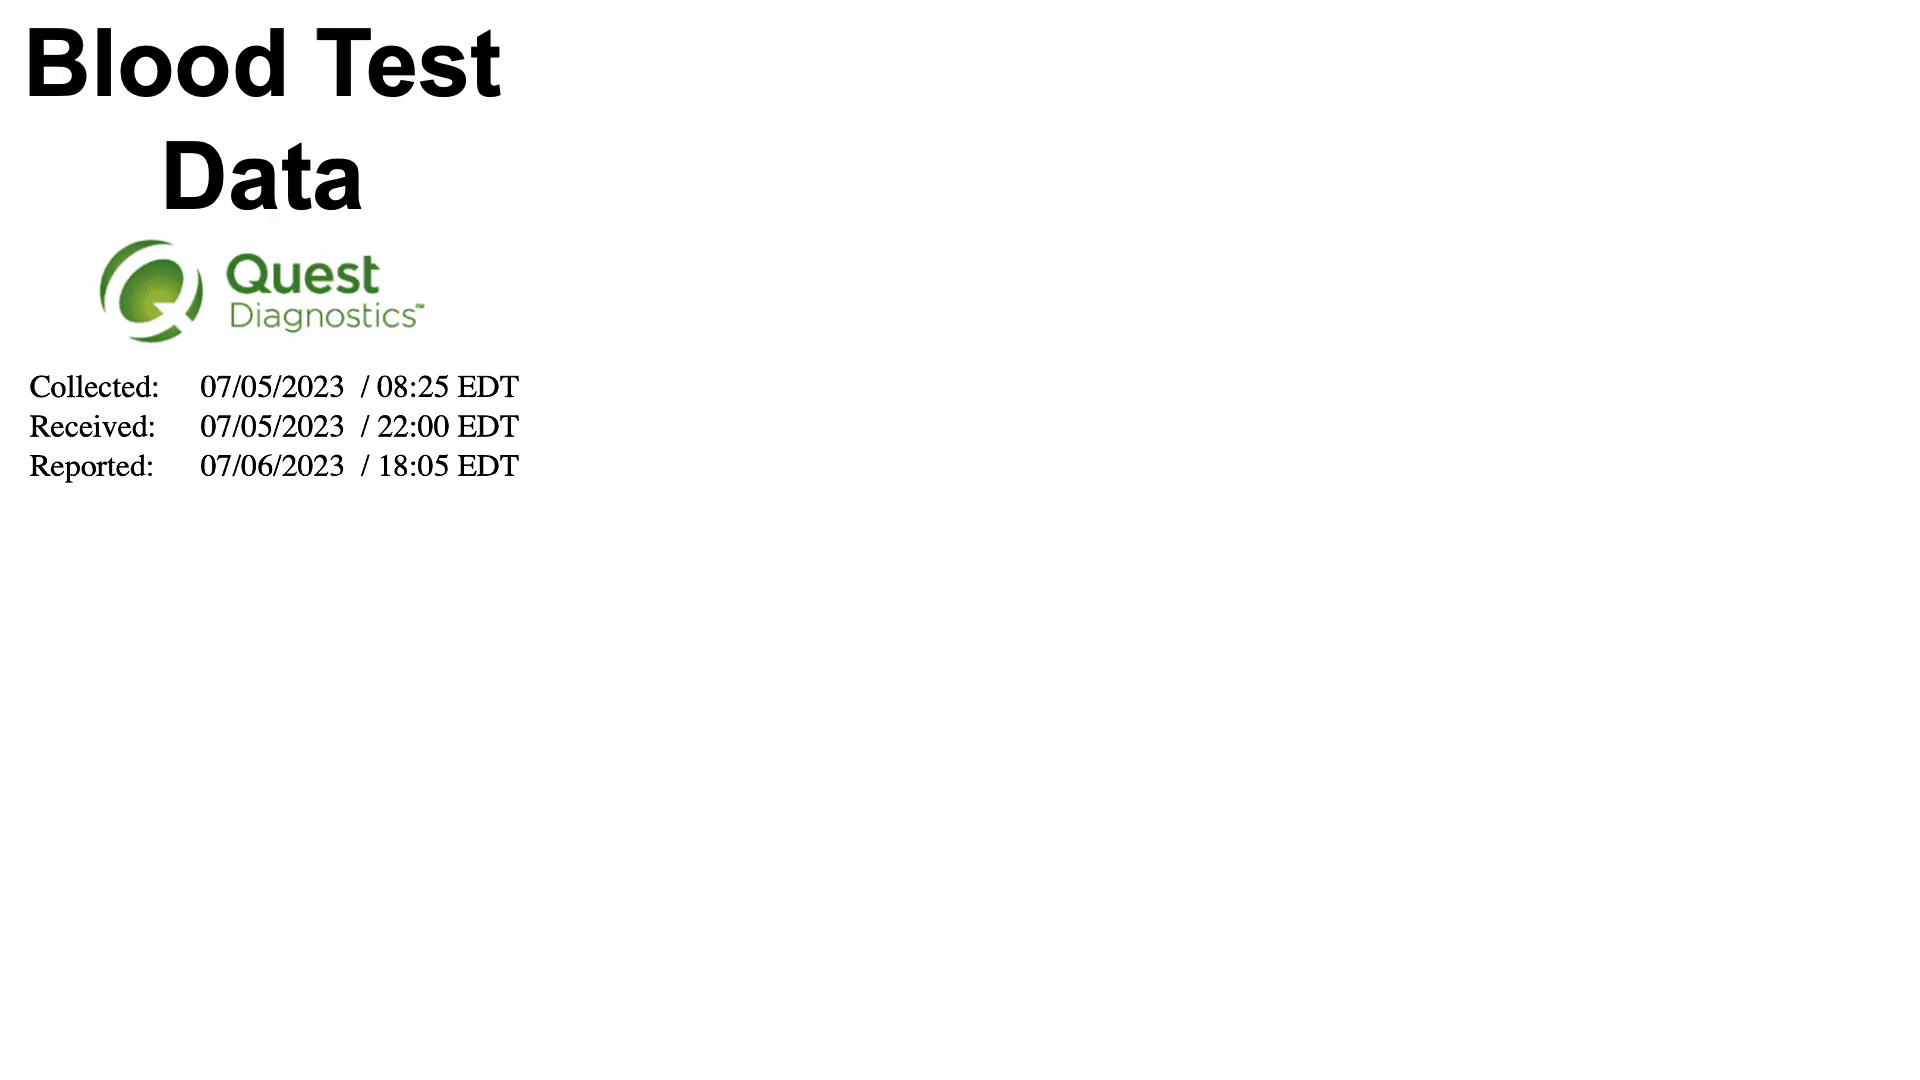 Blood Test
Data
Quest
Diagnostics™
Collected: 07/05/2023 / 08:25 EDT
Received: 07/05/2023 / 22:00 EDT
Reported: 07/06/2023 / 18:05 EDT